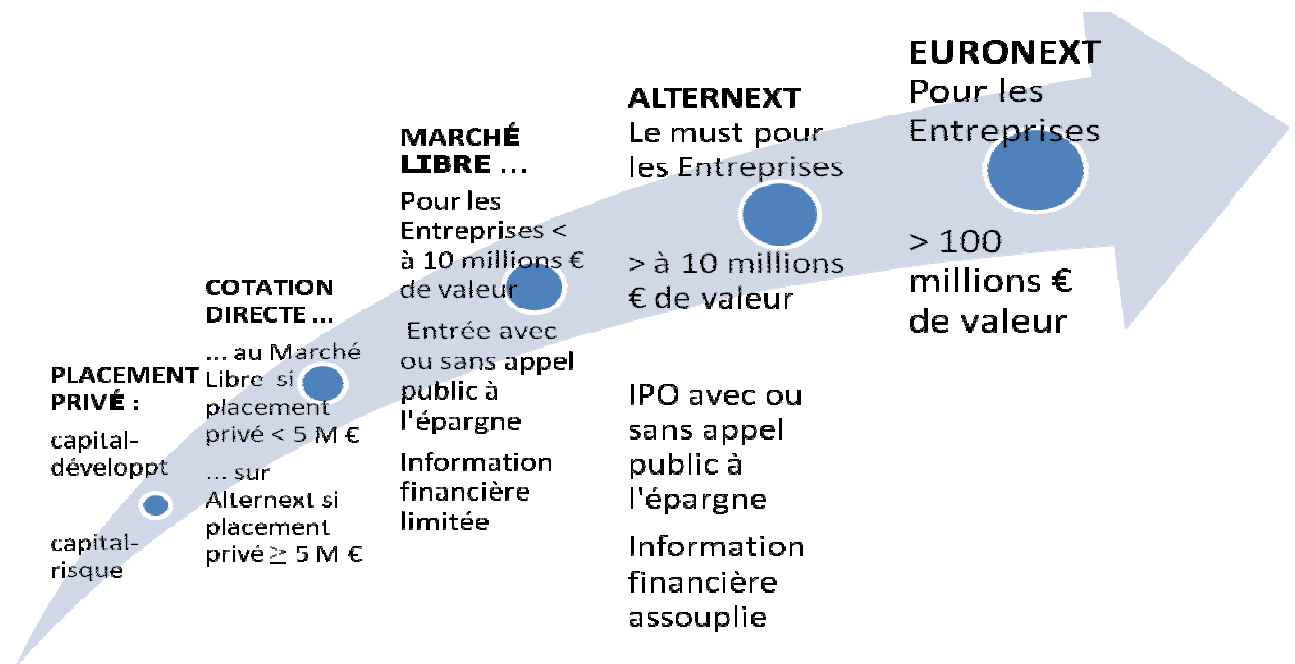 PLACEMENT
PRIVÉ :
capital-
développt
capital-
risque
COTATION
DIRECTE ...
... au Marché
Libre si
placement
privé < 5 M €
... sur
Alternext si
placement
privé ≥ 5 M €
MARCHÉ
LIBRE ...
Pour les
Entreprises <
à 10 millions €
de valeur
Entrée avec
ou sans appel
public à
l'épargne
Information
financière
limitée
ALTERNEXT
Le must pour
les Entreprises
> à 10 millions
€ de valeur
IPO avec ou
sans appel
public à
l'épargne
Information
financière
assouplie
EURONEXT
Pour les
Entreprises
> 100
millions €
de valeur